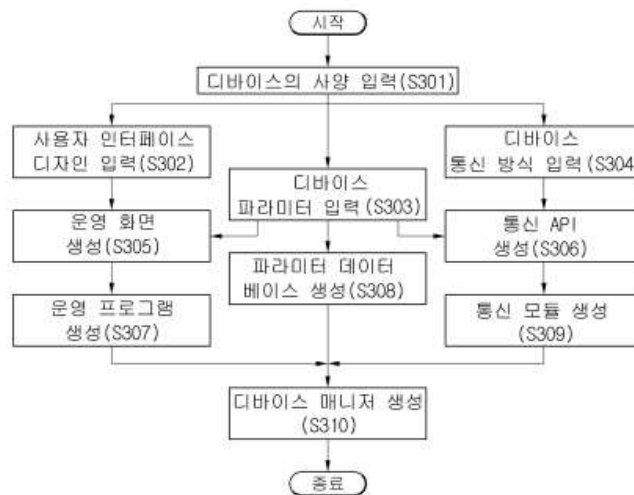 시작
디바이스의 사양 입력(S301)
사용자 인터페이스
디자인 입력(S302)
디바이스
파라미터 입력(S303)
디바이스
통신 방식 입력(S304)
운영 화면
생성(S305)
통신 API
생성(S306)
파라미터 데이터
베이스 생성(S308)
운영 프로그램
생성(S307)
통신 모듈 생성
(S309)
디바이스 매니저 생성
(S310)
종료